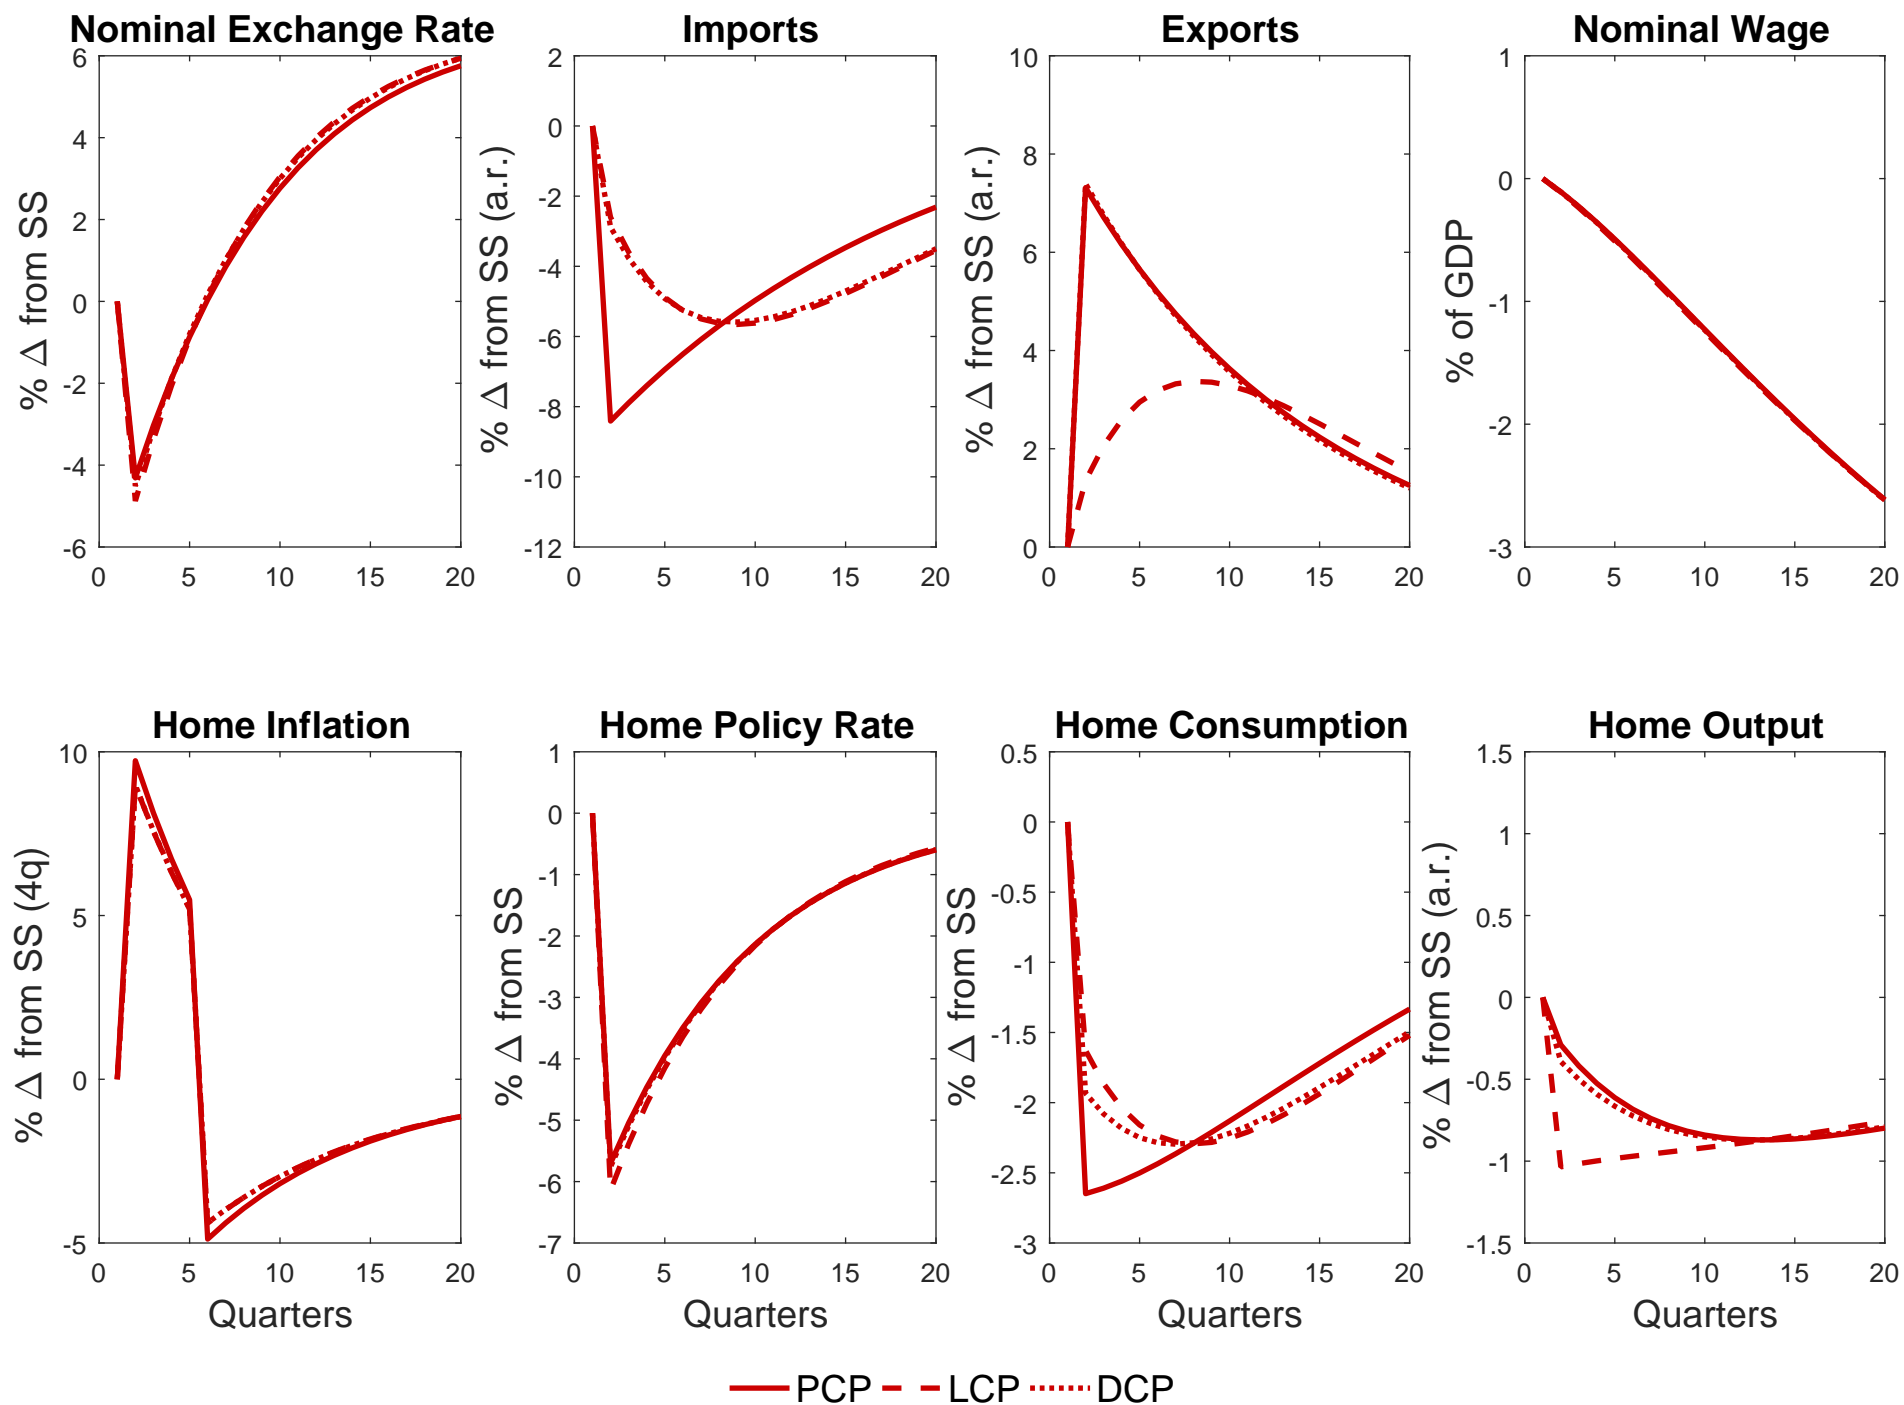 Nominal Exchange Rate
% Δ from SS
6
4
2
0
-2
-4
-6
0 5 10 15 20
Imports
% Δ from SS (a.r.)
2
0
-2
-4
-6
-8
-10
-12
0 5 10 15 20
Exports
% Δ from SS (a.r.)
10
8
6
4
2
0
0 5 10 15 20
Nominal Wage
% of GDP
1
0
-1
-2
-3
0 5 10 15 20
Home Inflation
% Δ from SS (4q)
10
5
0
-5
0 5 10 15 20
Quarters
Home Policy Rate
% Δ from SS
1
0
-1
-2
-3
-4
-5
-6
-7
0 5 10 15 20
Quarters
Home Consumption
% Δ from SS
0.5
0
-0.5
-1
-1.5
-2
-2.5
-3
0 5 10 15 20
Quarters
Home Output
% Δ from SS (a.r.)
1.5
1
0.5
0
-0.5
-1
-1.5
0 5 10 15 20
Quarters
PCP LCP DCP